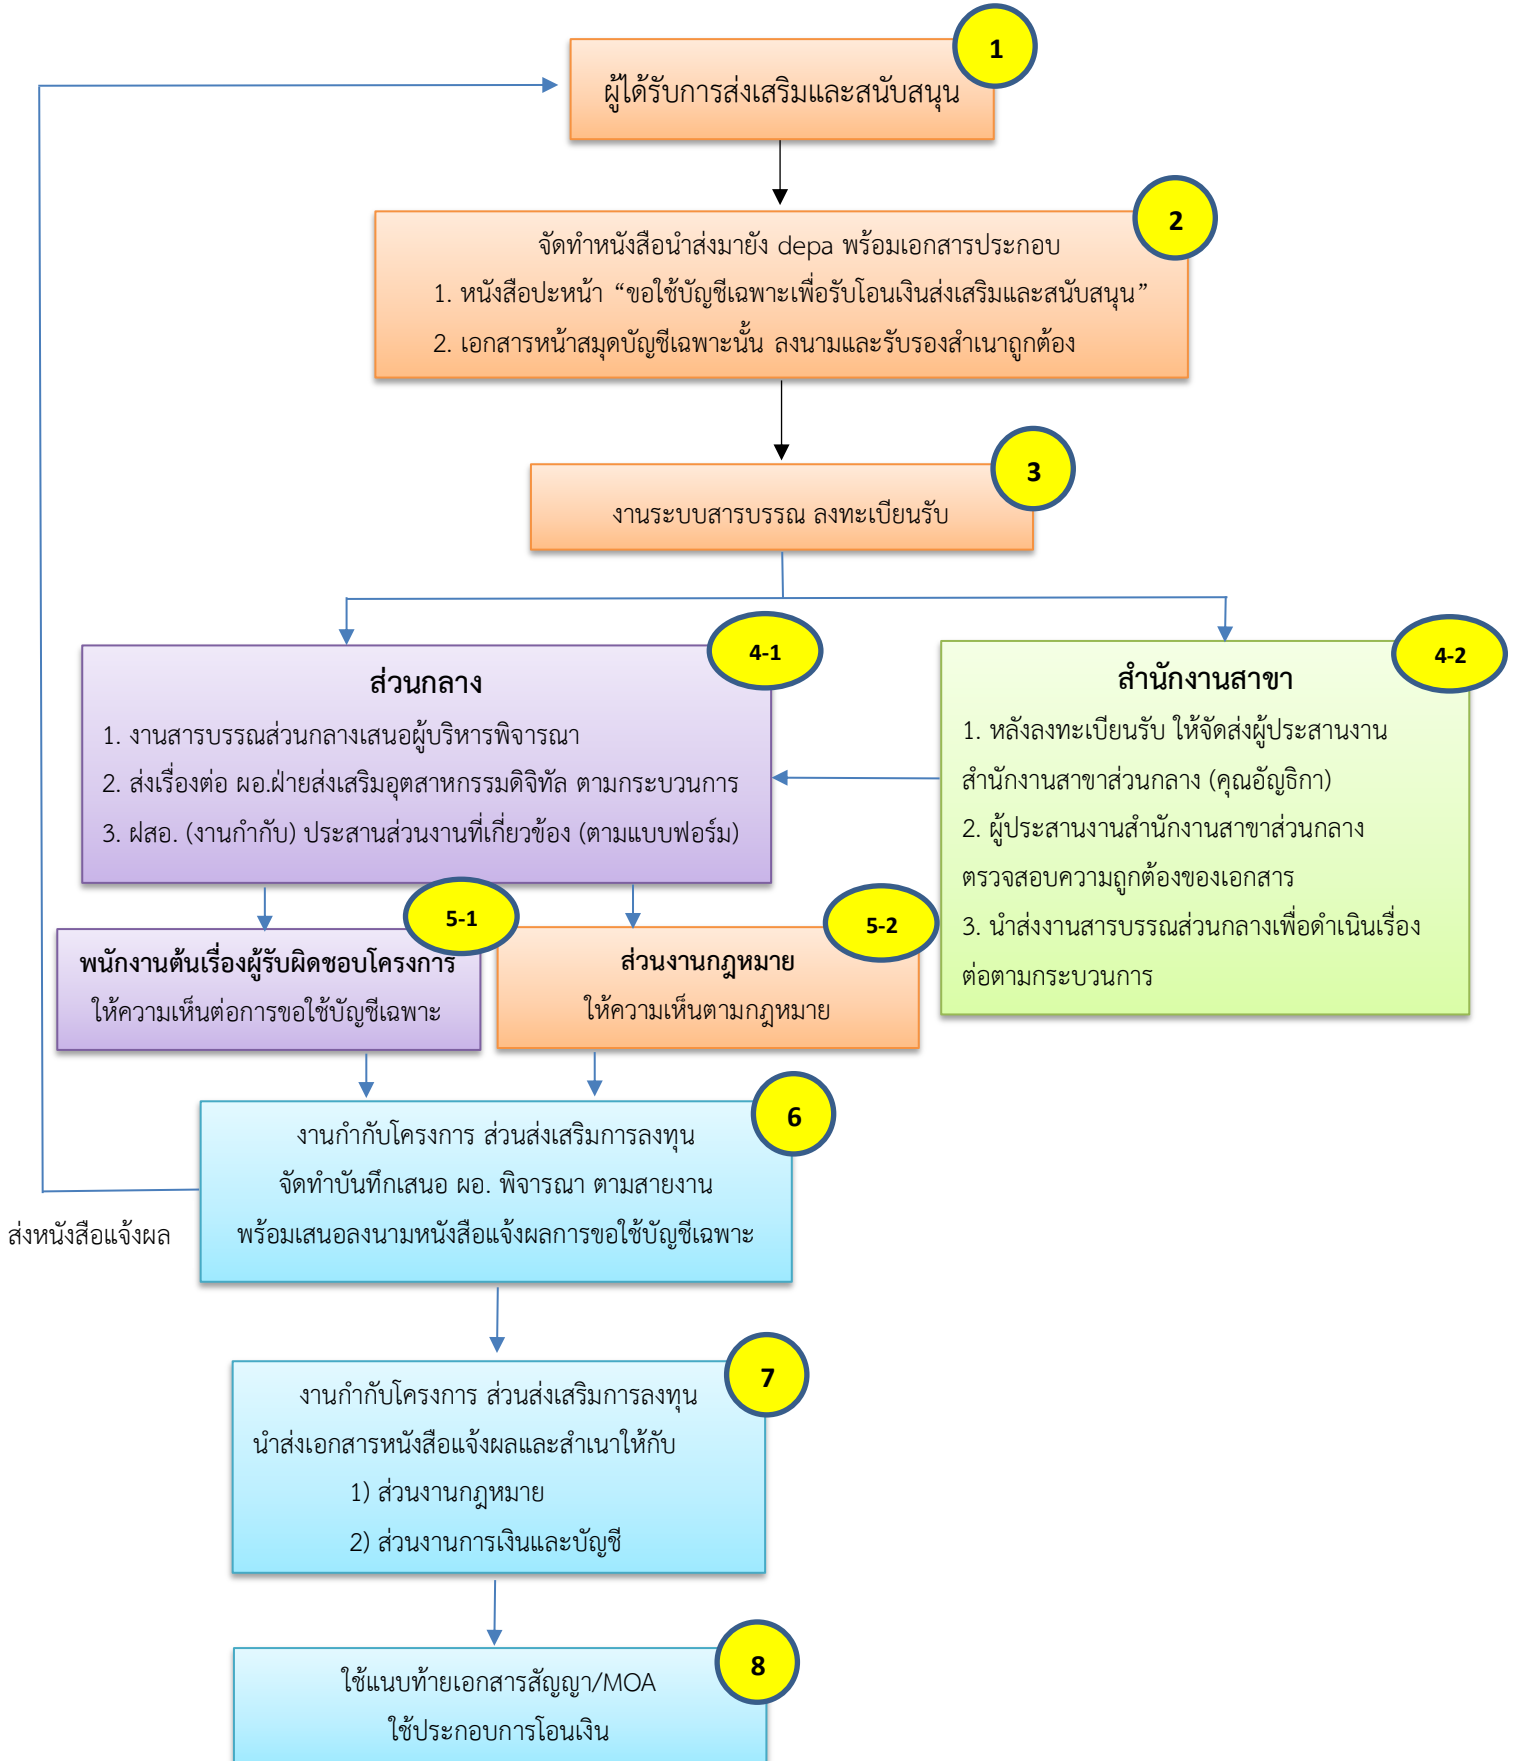 1
ผู้ได้รับการส่งเสริมและสนับสนุน
2
จัดทำหนังสือนำส่งมายัง depa พร้อมเอกสารประกอบ
1. หนังสือปะหน้า “ขอใช้บัญชีเฉพาะเพื่อรับโอนเงินส่งเสริมและสนับสนุน”
2. เอกสารหน้าสมุดบัญชีเฉพาะนั้น ลงนามและรับรองสำเนาถูกต้อง
3
งานระบบสารบรรณ ลงทะเบียนรับ
4-1
ส่วนกลาง
1. งานสารบรรณส่วนกลางเสนอผู้บริหารพิจารณา
2. ส่งเรื่องต่อ ผอ.ฝ่ายส่งเสริมอุตสาหกรรมดิจิทัล ตามกระบวนการ
3. ฝสอ. (งานกำกับ) ประสานส่วนงานที่เกี่ยวข้อง (ตามแบบฟอร์ม)
4-2
สำนักงานสาขา
1. หลังลงทะเบียนรับ ให้จัดส่งผู้ประสานงาน
สำนักงานสาขาส่วนกลาง (คุณอัญธิกา)
2. ผู้ประสานงานสำนักงานสาขาส่วนกลาง
ตรวจสอบความถูกต้องของเอกสาร
3. นำส่งงานสารบรรณส่วนกลางเพื่อดำเนินเรื่อง
ต่อตามกระบวนการ
5-1
พนักงานต้นเรื่องผู้รับผิดชอบโครงการ
ให้ความเห็นต่อการขอใช้บัญชีเฉพาะ
5-2
ส่วนงานกฎหมาย
ให้ความเห็นตามกฎหมาย
6
งานกำกับโครงการ ส่วนส่งเสริมการลงทุน
จัดทำบันทึกเสนอ ผอ. พิจารณา ตามสายงาน
พร้อมเสนอลงนามหนังสือแจ้งผลการขอใช้บัญชีเฉพาะ
ส่งหนังสือแจ้งผล
7
งานกำกับโครงการ ส่วนส่งเสริมการลงทุน
นำส่งเอกสารหนังสือแจ้งผลและสำเนาให้กับ
1) ส่วนงานกฎหมาย
2) ส่วนงานการเงินและบัญชี
8
ใช้แนบท้ายเอกสารสัญญา/MOA
ใช้ประกอบการโอนเงิน